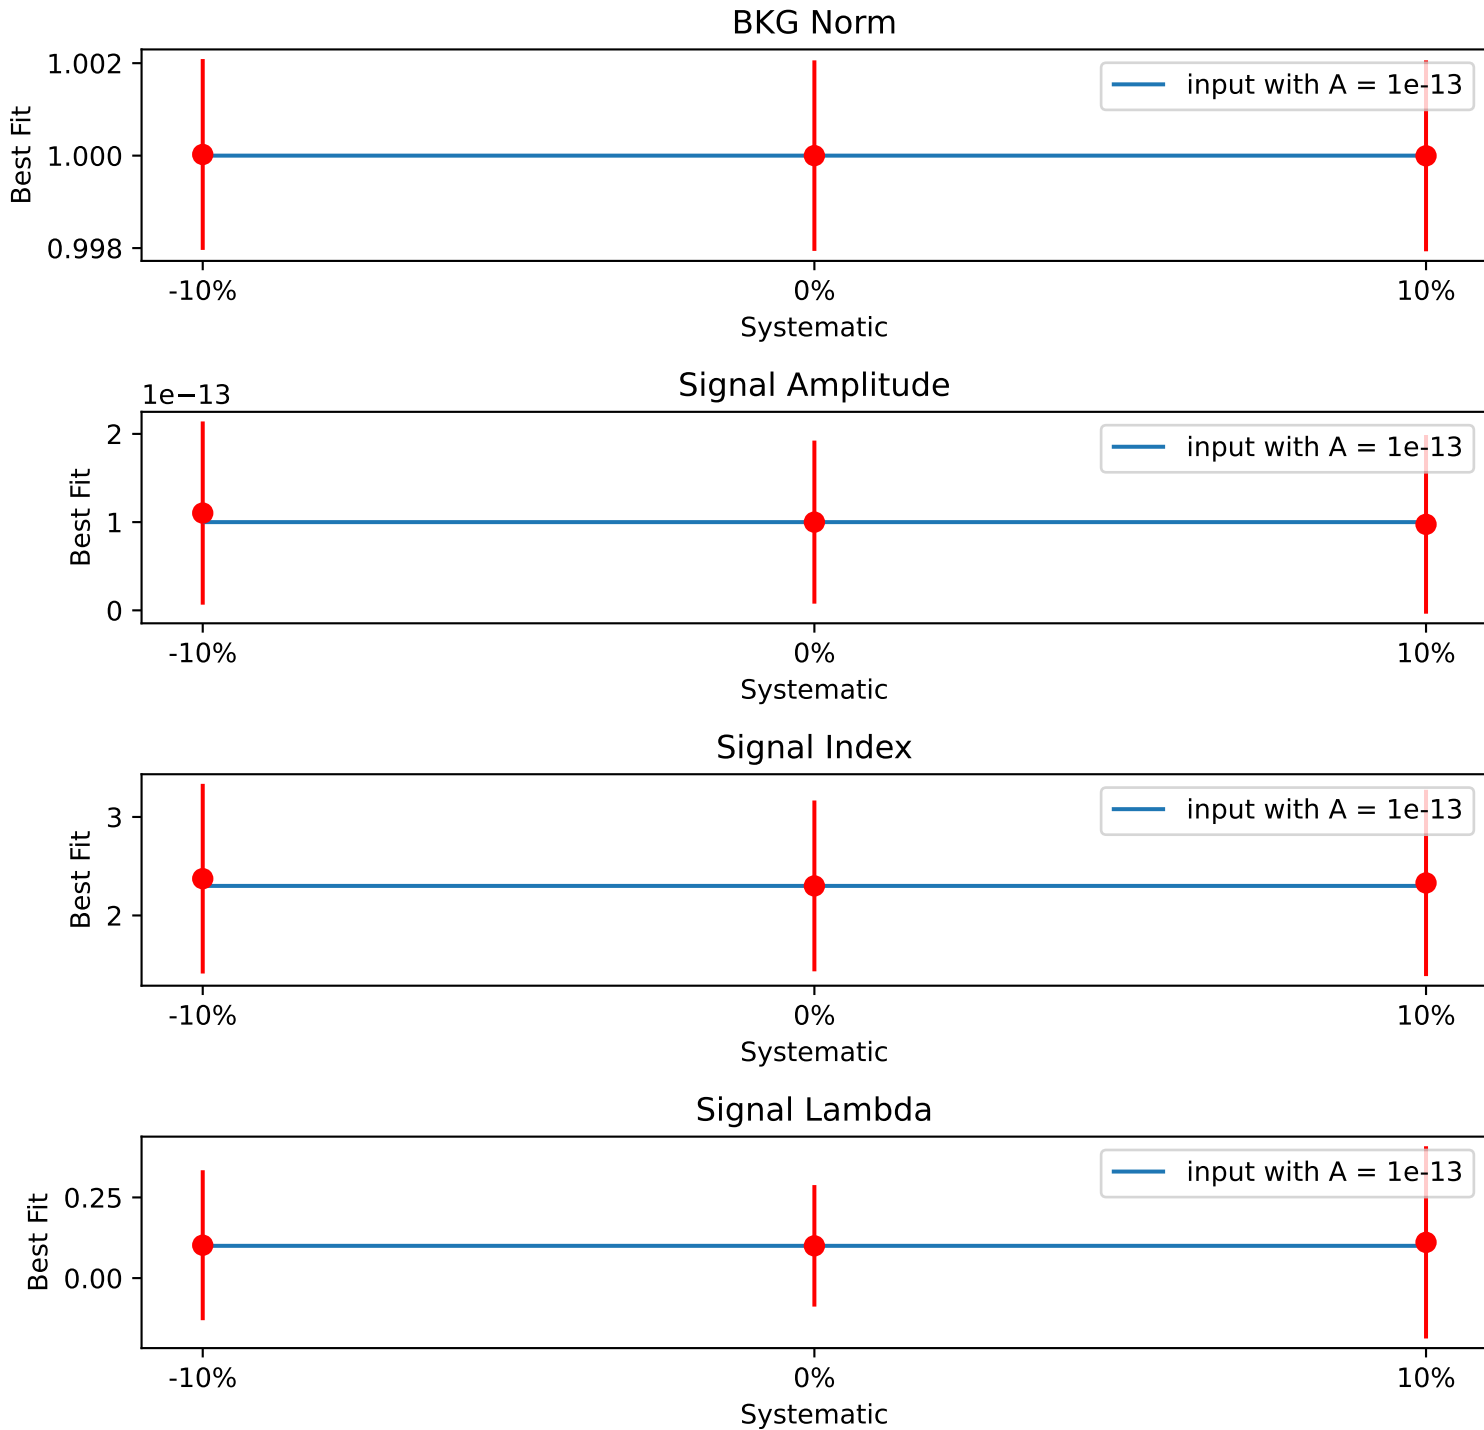 BKG Norm
1.002
1.000
0.998
Best Fit
input with A = 1e-13
-10% 0% 10%
Systematic
Signal Amplitude
1e−13
2
1
0
Best Fit
input with A = 1e-13
-10% 0% 10%
Systematic
Signal Index
3
2
Best Fit
input with A = 1e-13
-10% 0% 10%
Systematic
Signal Lambda
0.25
0.00
Best Fit
input with A = 1e-13
-10% 0% 10%
Systematic